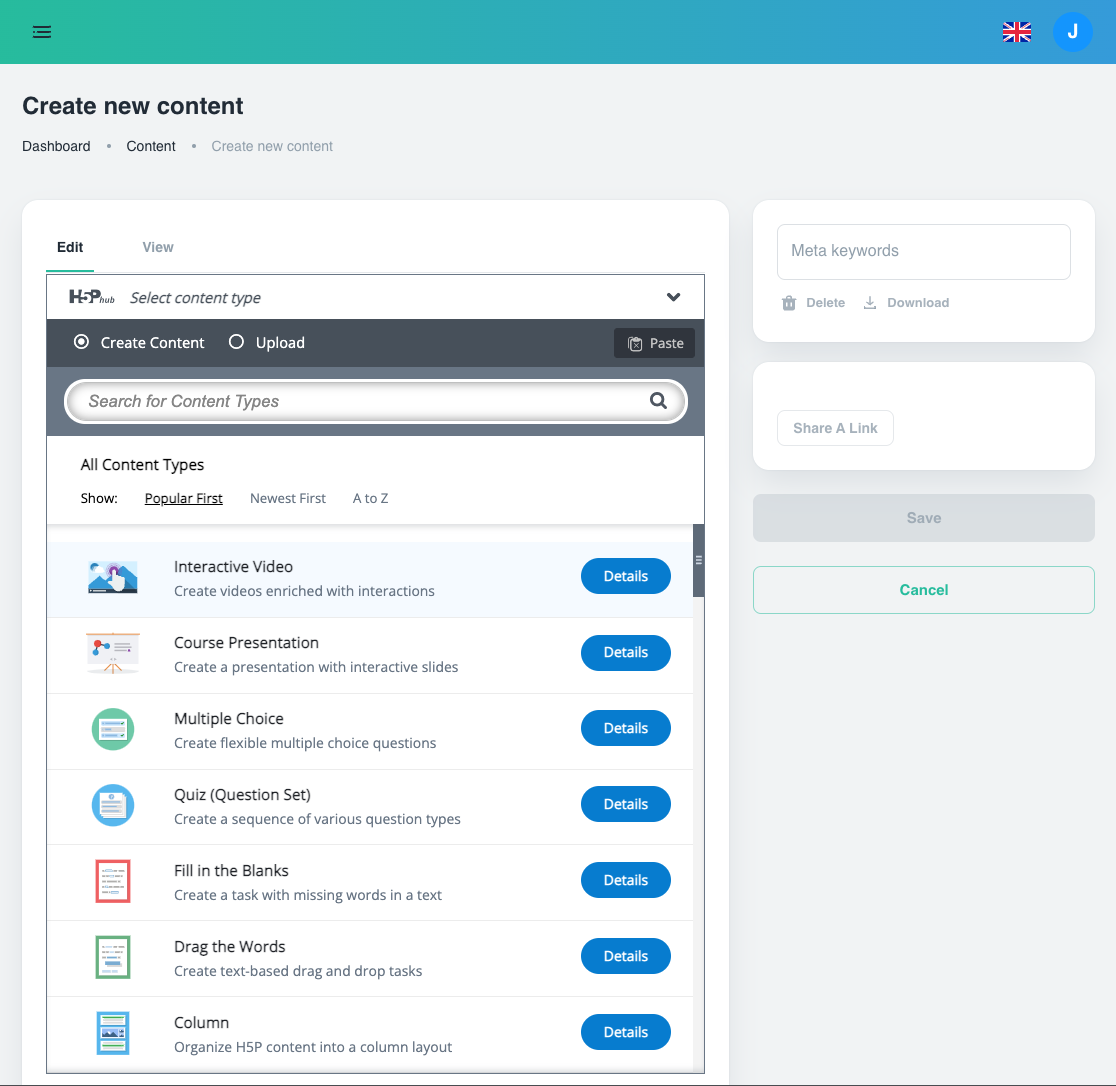 J
Create new content
Dashboard • Content • Create new content
Edit View
H5P hub Select content type
Create Content Upload Paste
Search for Content Types
All Content Types
Show: Popular First Newest First A to Z
Interactive Video
Create videos enriched with interactions
Details
Course Presentation
Create a presentation with interactive slides
Details
Multiple Choice
Create flexible multiple choice questions
Details
Quiz (Question Set)
Create a sequence of various question types
Details
Fill in the Blanks
Create a task with missing words in a text
Details
Drag the Words
Create text-based drag and drop tasks
Details
Column
Organize H5P content into a column layout
Details
Meta keywords
Delete Download
Share A Link
Save
Cancel